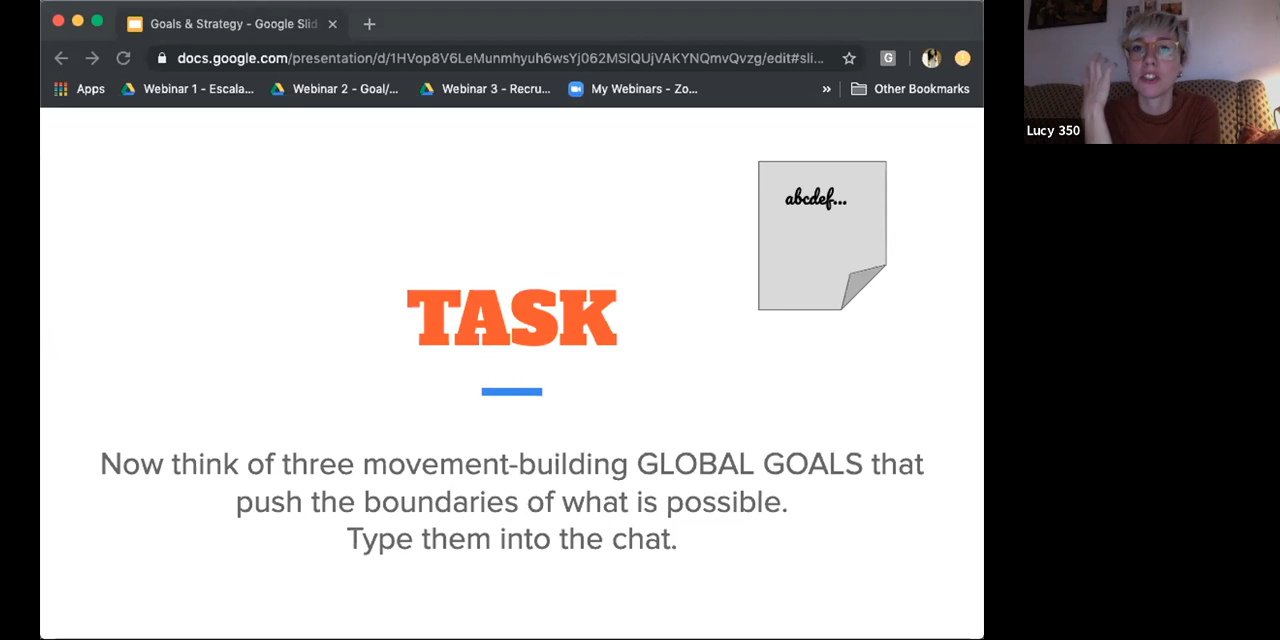 Goals & Strategy - Google Slid
docs.google.com/presentation/d/1HVop8V6LeMunmhyuh6wsYj062MSIQUjVAKYNQmvQvzg/edit#sli...
G
Apps
Webinar 1 - Escala...
Webinar 2 - Goal/...
Webinar 3 - Recru...
My Webinars - Zo...
»
Other Bookmarks
Lucy 350
abcdef...
TASK
Now think of three movement-building GLOBAL GOALS that
push the boundaries of what is possible.
Type them into the chat.